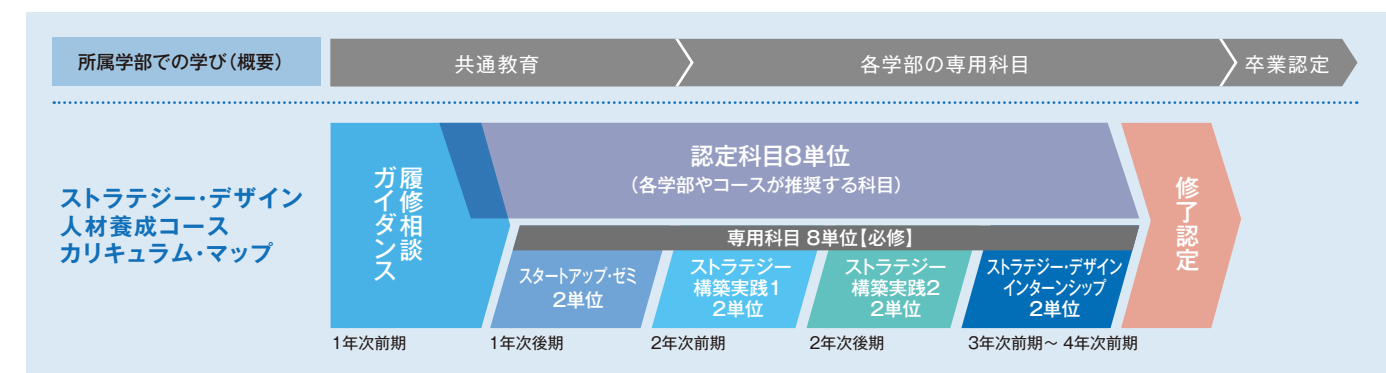 所属学部での学び（概要）
共通教育
各学部の専用科目
卒業認定
ストラテジー・デザイン
人材養成コース
カリキュラム・マップ
履修相談
ガイダンス
認定科目8単位
（各学部やコースが推奨する科目）
専用科目 8単位【必修】
スタートアップ・ゼミ
2単位
ストラテジー
構築実践1
2単位
ストラテジー
構築実践2
2単位
ストラテジー・デザイン
インターンシップ
2単位
修了認定
1年次前期
1年次後期
2年次前期
2年次後期
3年次前期～ 4年次前期